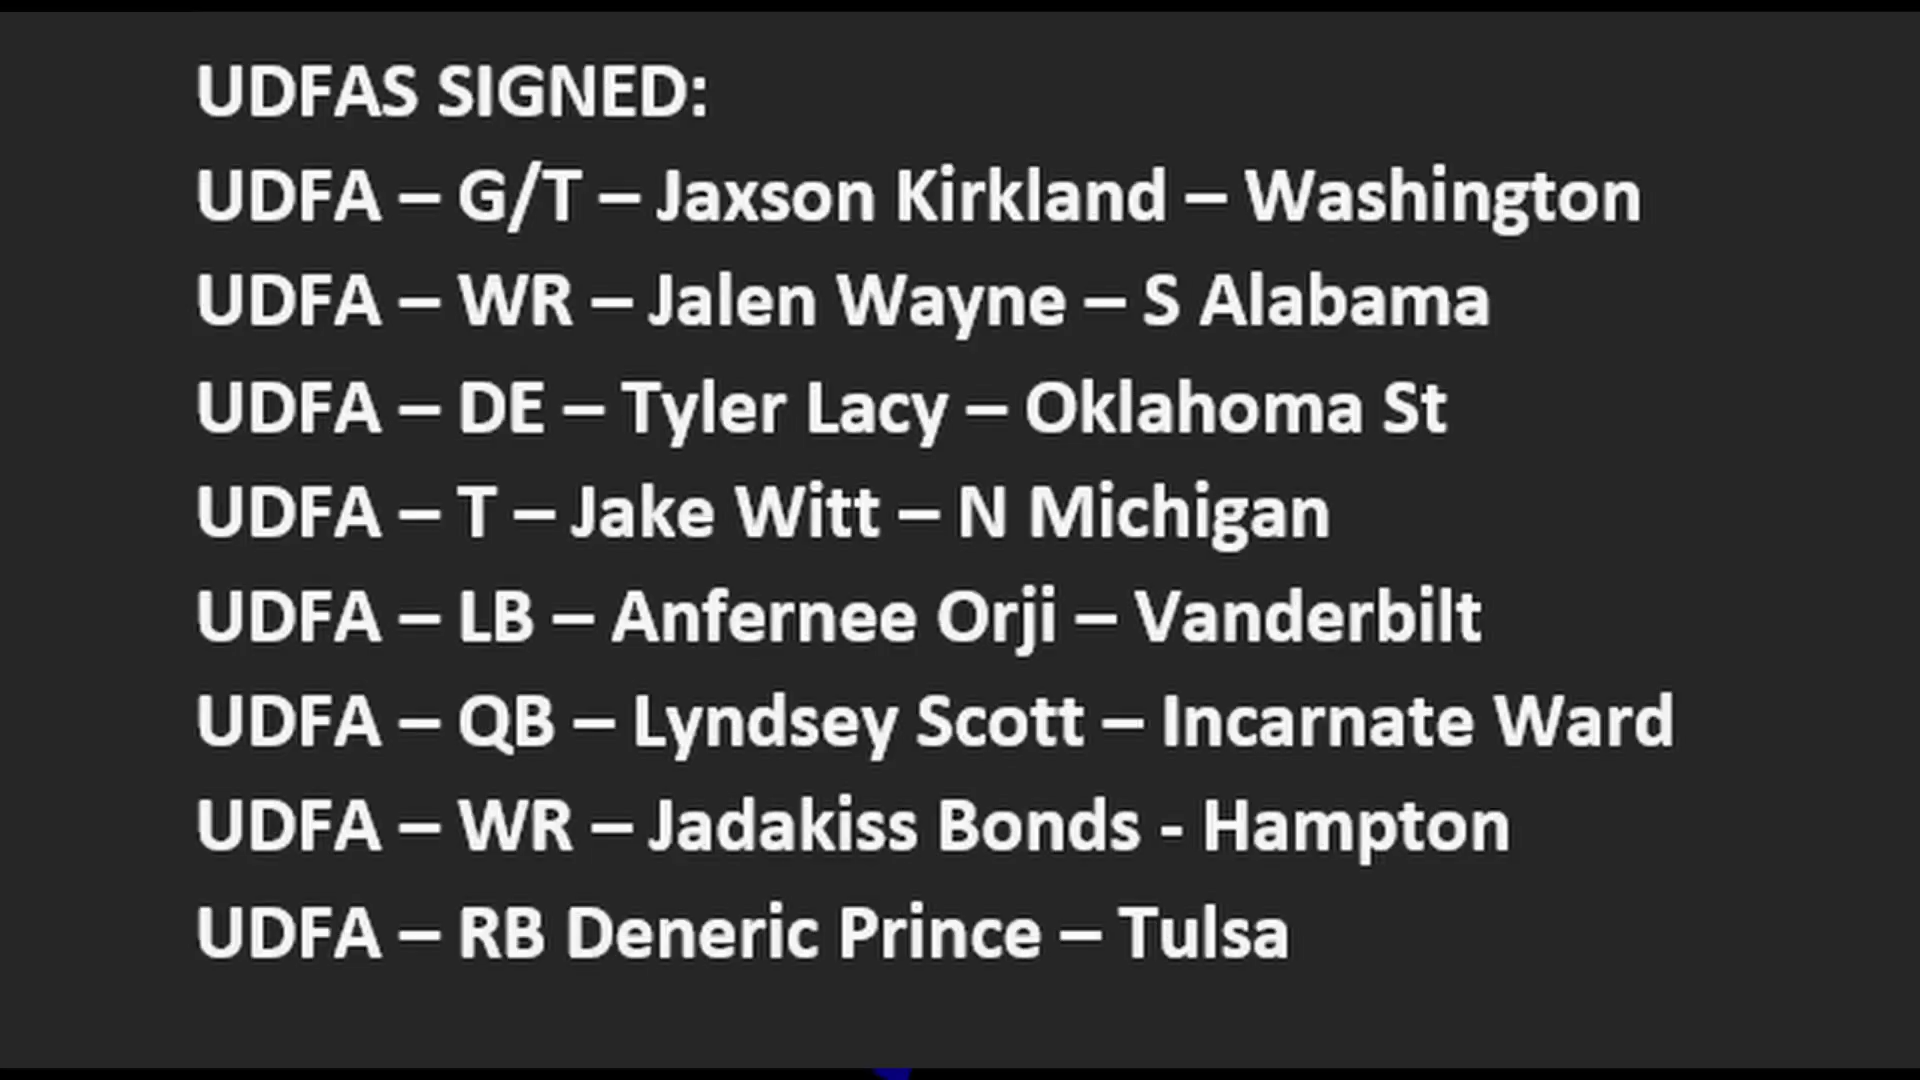 UDFAS SIGNED:
UDFA – G/T – Jaxson Kirkland – Washington
UDFA – WR – Jalen Wayne – S Alabama
UDFA – DE – Tyler Lacy – Oklahoma St
UDFA – T – Jake Witt – N Michigan
UDFA – LB – Anfernee Orji – Vanderbilt
UDFA – QB – Lyndsey Scott – Incarnate Ward
UDFA – WR – Jadakiss Bonds - Hampton
UDFA – RB Deneric Prince – Tulsa